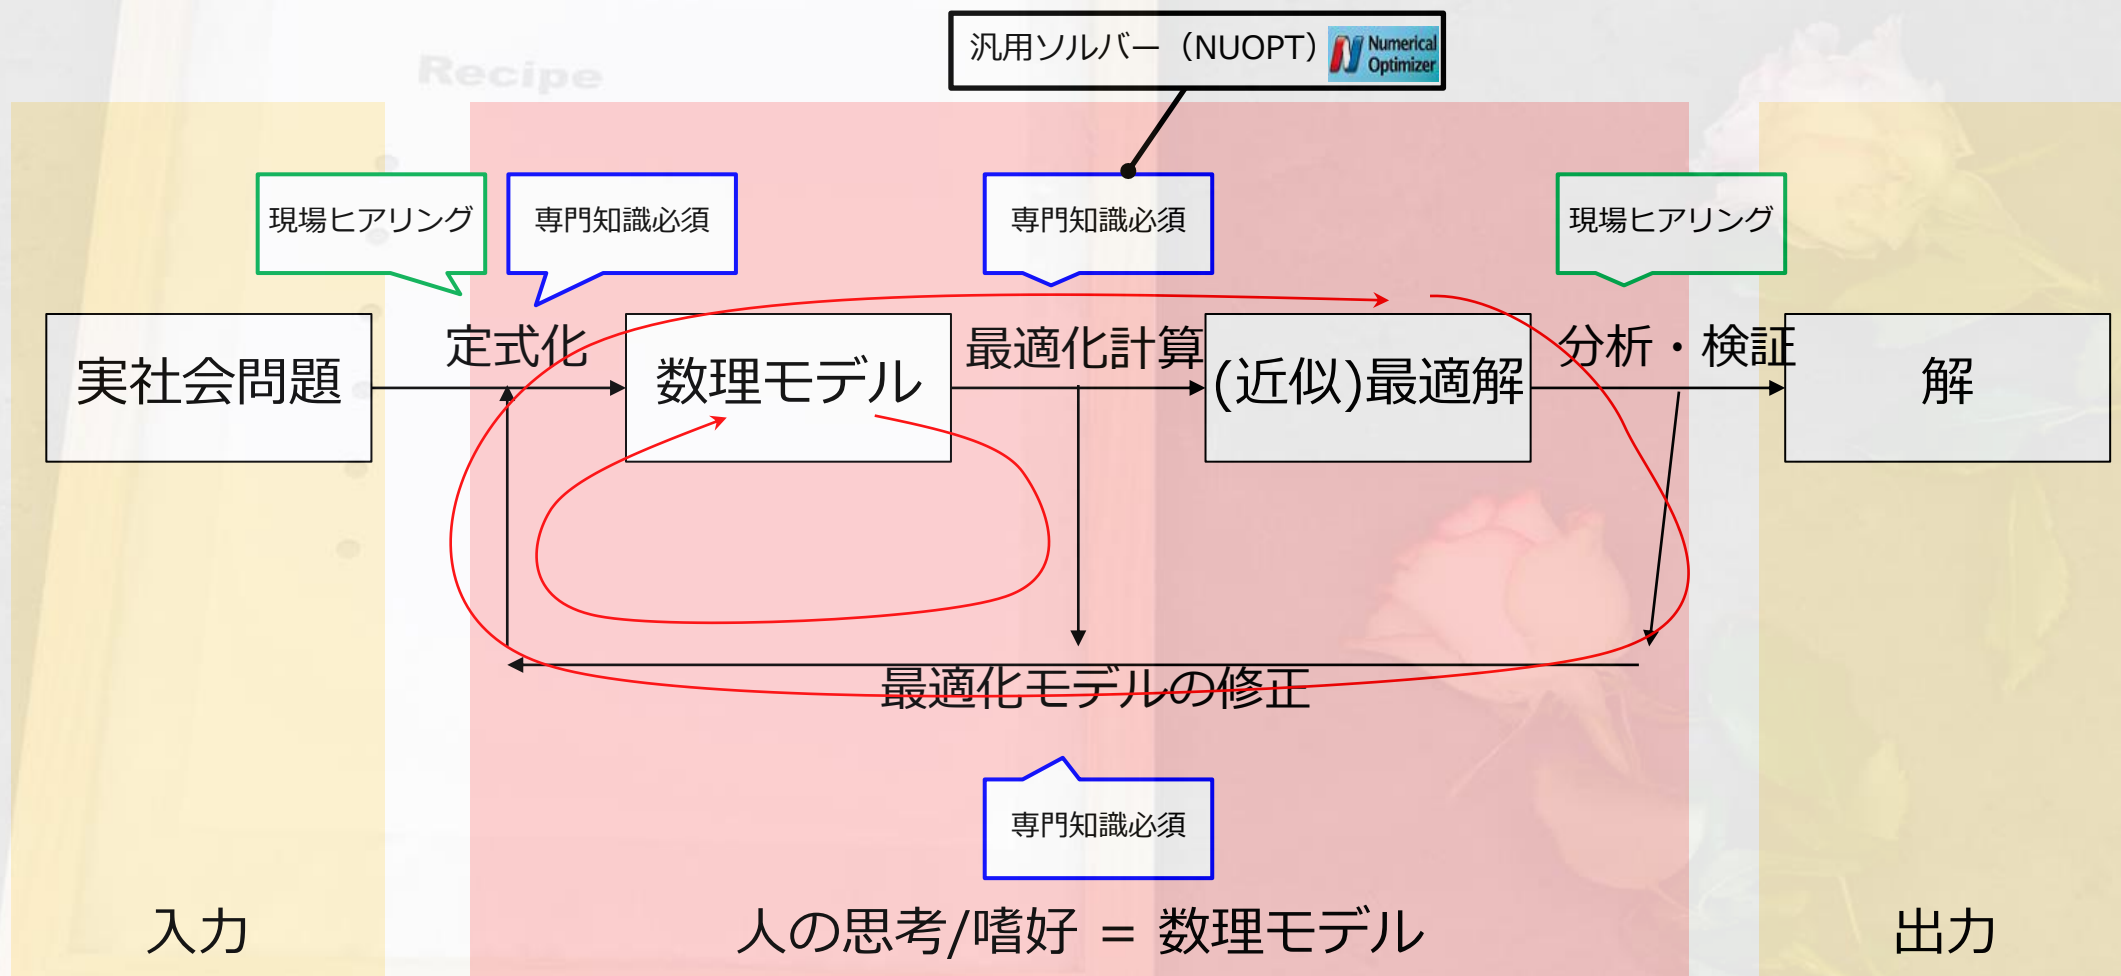 汎用ソルバー（NUOPT）
Numerical
Optimizer
Recipe
現場ヒアリング
専門知識必須
専門知識必須
現場ヒアリング
実社会問題
定式化
数理モデル
最適化計算
(近似)最適解
分析・検証
解
最適化モデルの修正
専門知識必須
入力
人の思考/嗜好 = 数理モデル
出力